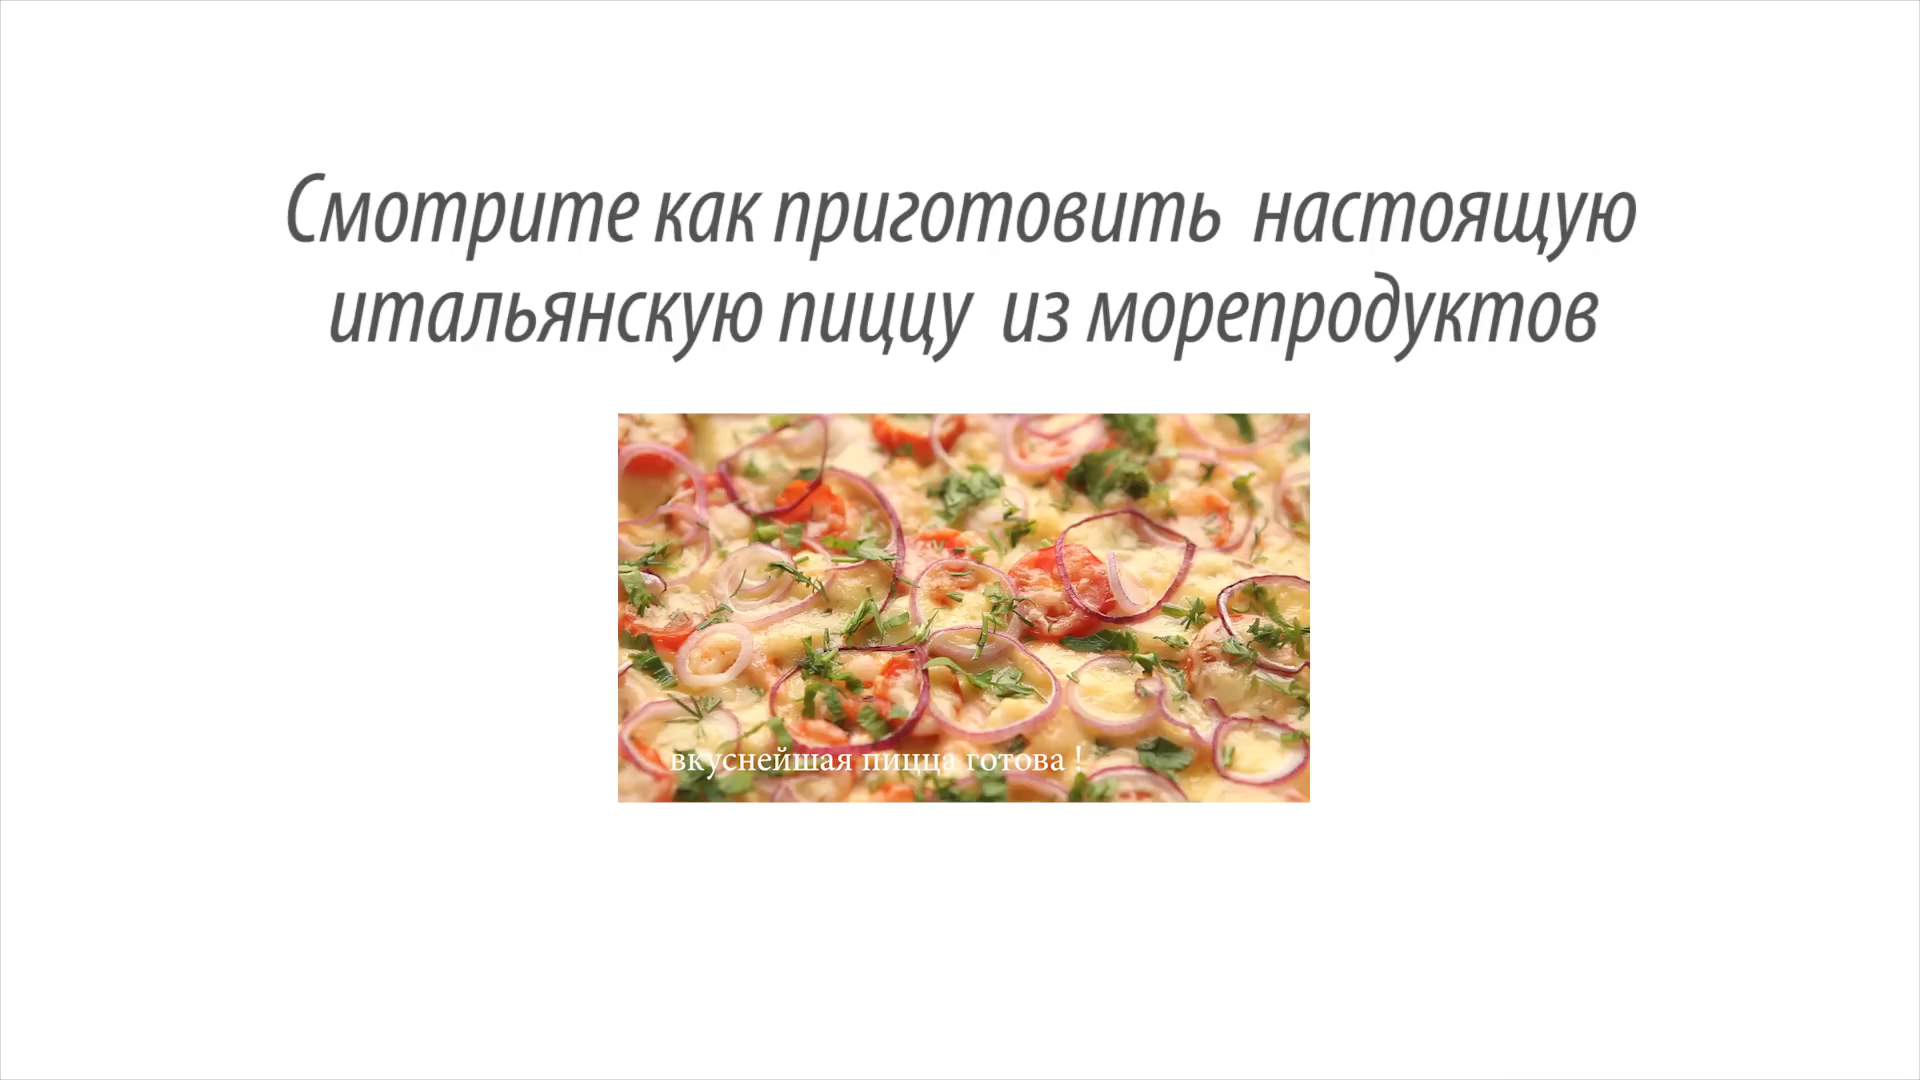 Смотрите как приготовить настоящую
итальянскую пиццу из морепродуктов
вкуснейшая пицца готова !